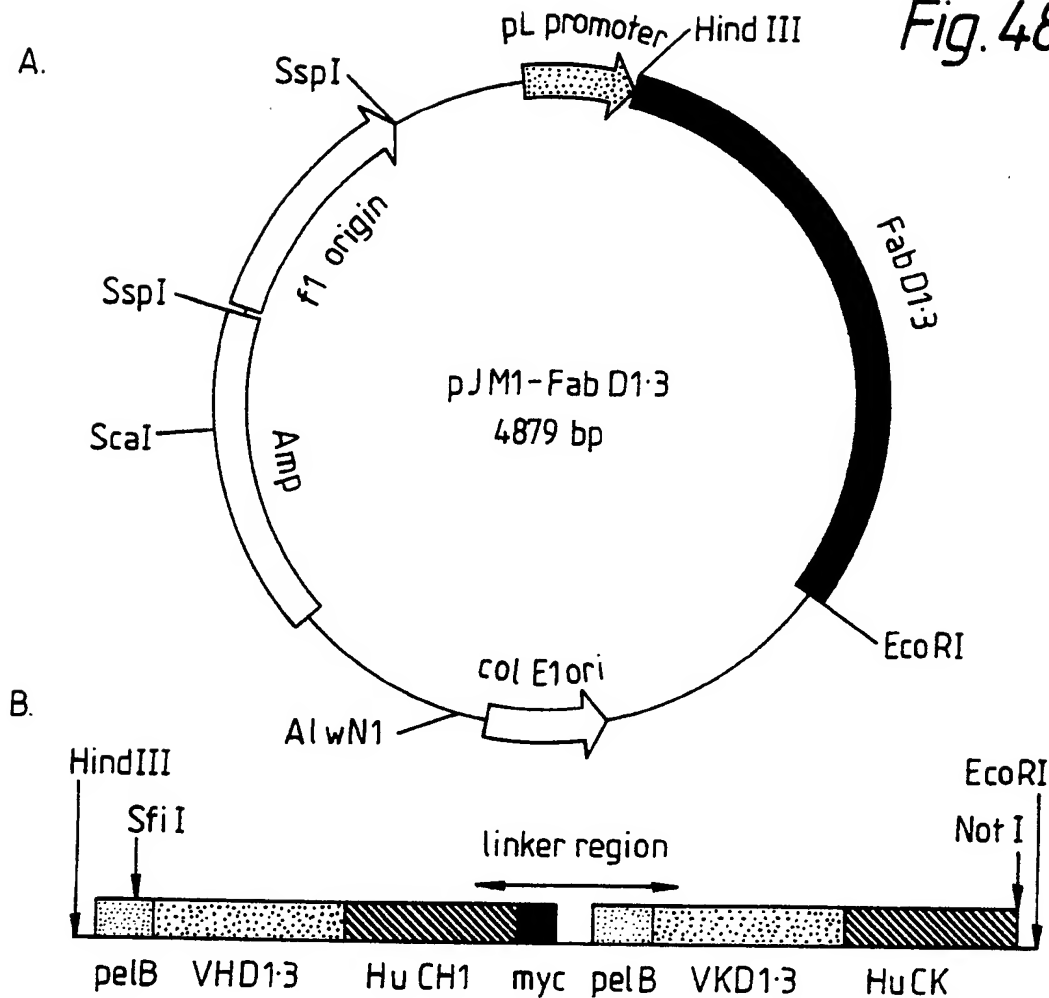 Fig. 48
A.
pL promoter
Hind III
SspI
f1 origin
SspI
Fab D1·3
pJM1-Fab D1·3
4879 bp
ScaI
Amp
EcoRI
col E1 ori
AlwN1
B.
HindIII
EcoRI
Sfi I
Not I
linker region
pelB VHD1·3 Hu CH1 myc pelB VKD1·3 HuCK